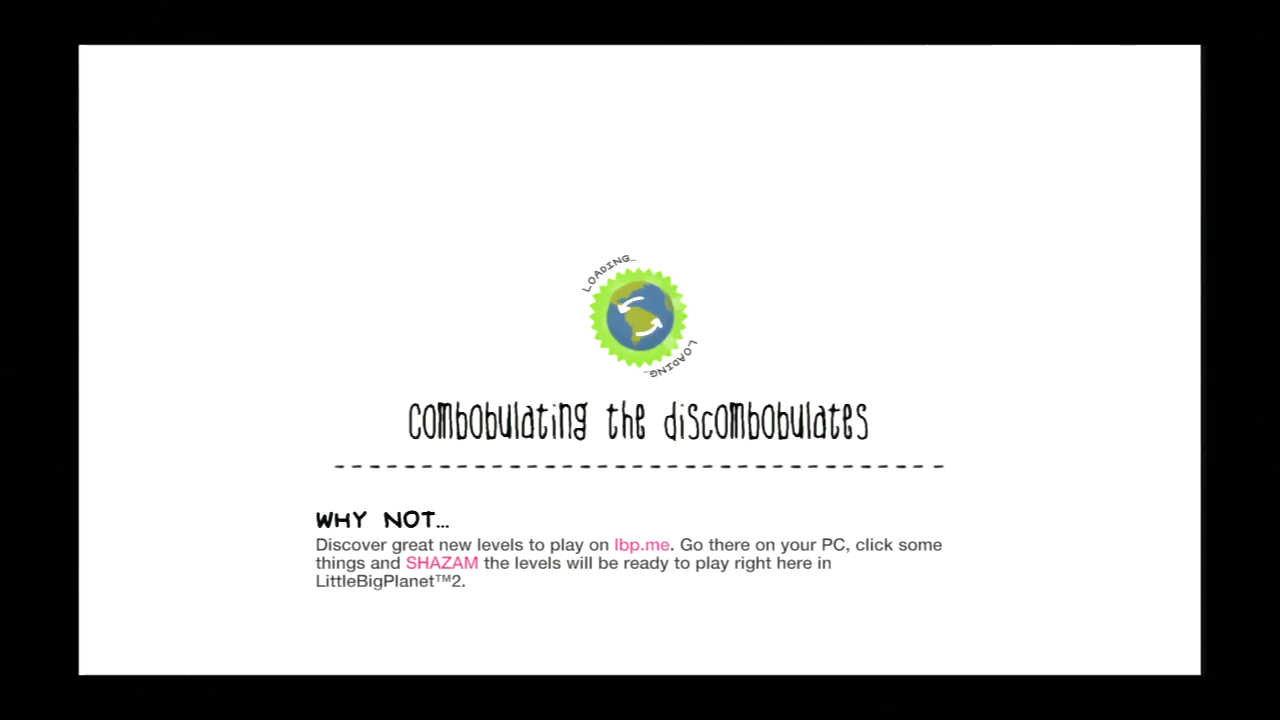 LOADING...
LOADING...
combobulating the discombobulates
WHY NOT...
Discover great new levels to play on lbp.me. Go there on your PC, click some
things and SHAZAM the levels will be ready to play right here in
LittleBigPlanet™2.